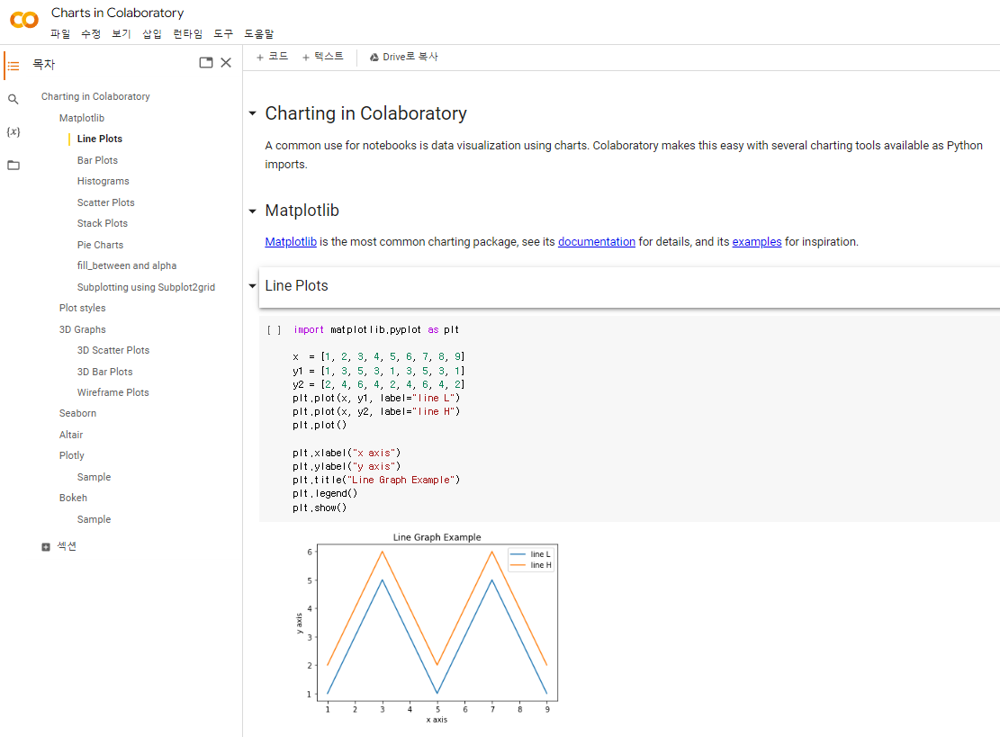 Charts in Colaboratory
파일 수정 보기 삽입 런타임 도구 도움말
목차
Charting in Colaboratory
Matplotlib
Line Plots
Bar Plots
Histograms
Scatter Plots
Stack Plots
Pie Charts
fill_between and alpha
Subplotting using Subplot2grid
Plot styles
3D Graphs
3D Scatter Plots
3D Bar Plots
Wireframe Plots
Seaborn
Altair
Plotly
Sample
Bokeh
Sample
섹션
{x}
+ 코드 + 텍스트 Drive로 복사
Charting in Colaboratory
A common use for notebooks is data visualization using charts. Colaboratory makes this easy with several charting tools available as Python
imports.
Matplotlib
Matplotlib is the most common charting package, see its documentation for details, and its examples for inspiration.
Line Plots
[ ] import matplotlib.pyplot as plt
x  = [1, 2, 3, 4, 5, 6, 7, 8, 9]
y1 = [1, 3, 5, 3, 1, 3, 5, 3, 1]
y2 = [2, 4, 6, 4, 2, 4, 6, 4, 2]
plt.plot(x, y1, label="line L")
plt.plot(x, y2, label="line H")
plt.plot()
plt.xlabel("x axis")
plt.ylabel("y axis")
plt.title("Line Graph Example")
plt.legend()
plt.show()
Line Graph Example
line L
line H
6
5
4
3
2
1
y axis
1 2 3 4 5 6 7 8 9
x axis